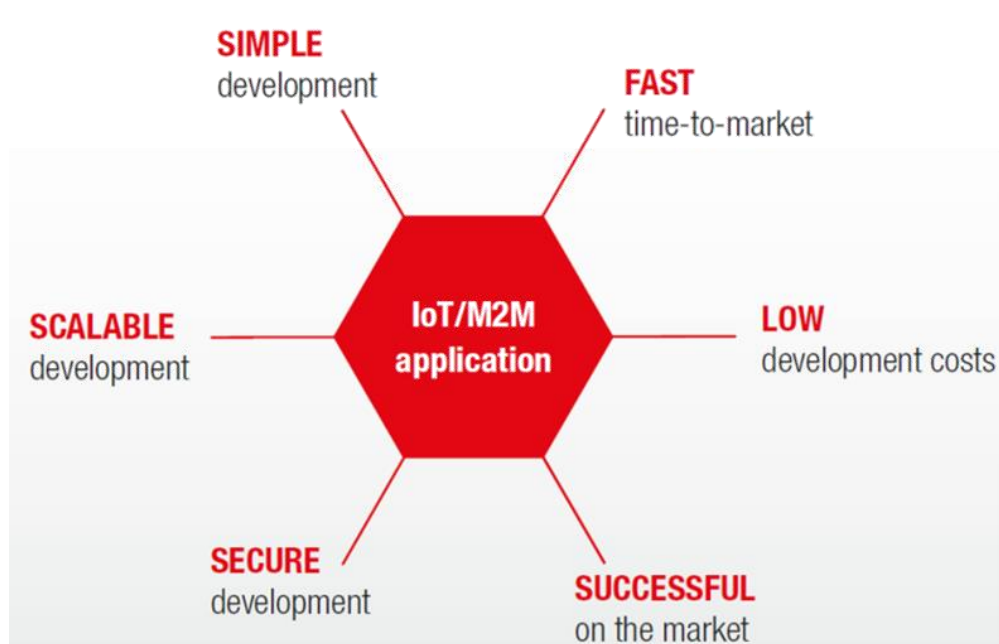 SIMPLE
development
FAST
time-to-market
SCALABLE
development
IoT/M2M
application
LOW
development costs
SECURE
development
SUCCESSFUL
on the market